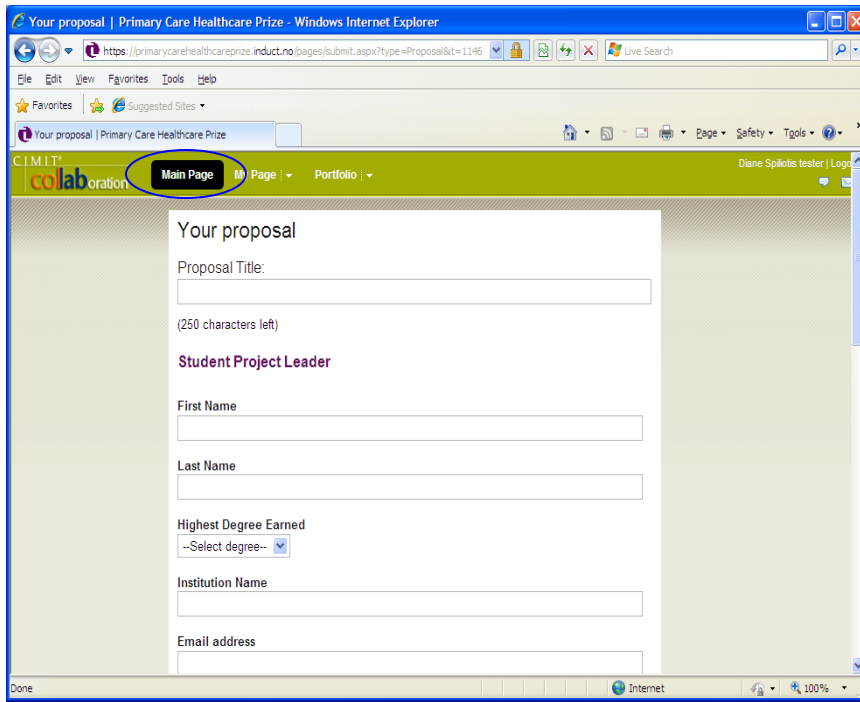 Your proposal | Primary Care Healthcare Prize - Windows Internet Explorer
https://primarycarehealthcareprize.induct.no/pages/submit.aspx?type=Proposal&it=1146 Live Search
File Edit View Favorites Tools Help
Favorites Suggested Sites
Your proposal | Primary Care Healthcare Prize Page Safety Tools
CIMIT
collaboration Main Page My Page | Portfolio | Diane Spiliotis tester | Logo
Your proposal
Proposal Title:
(250 characters left)
Student Project Leader
First Name
Last Name
Highest Degree Earned
--Select degree--
Institution Name
Email address
Done Internet 100%